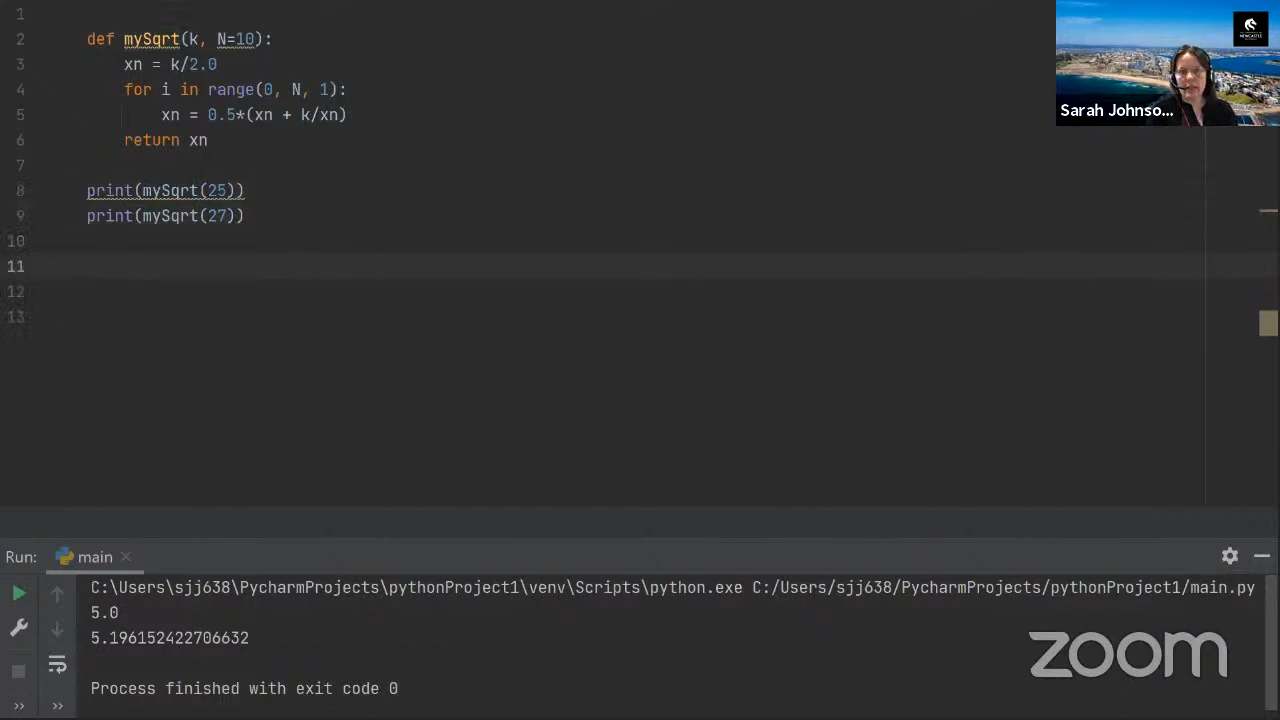 1
2 def mySqrt(k, N=10):
3 xn = k/2.0
4 for i in range(0, N, 1):
5 xn = 0.5*(xn + k/xn)
6 return xn
7
8 print(mySqrt(25))
9 print(mySqrt(27))
10
11
12
13
NEWCASTLE
Sarah Johnso...
Run: main
C:\Users\sjj638\PycharmProjects\pythonProject1\venv\Scripts\python.exe C:/Users/sjj638/PycharmProjects/pythonProject1/main.py
5.0
5.196152422706632
Process finished with exit code 0
zoom